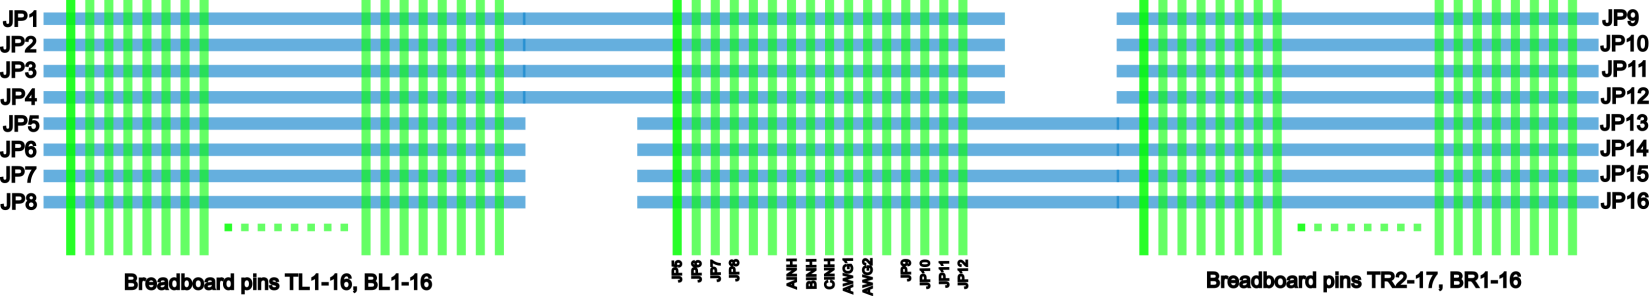 JP1
JP2
JP3
JP4
JP5
JP6
JP7
JP8
JP9
JP10
JP11
JP12
JP13
JP14
JP15
JP16
JP5
JP6
JP7
JP8
AINH
BINH
CINH
AWG1
AWG2
JP9
JP10
JP11
JP12
Breadboard pins TL1-16, BL1-16
Breadboard pins TR2-17, BR1-16